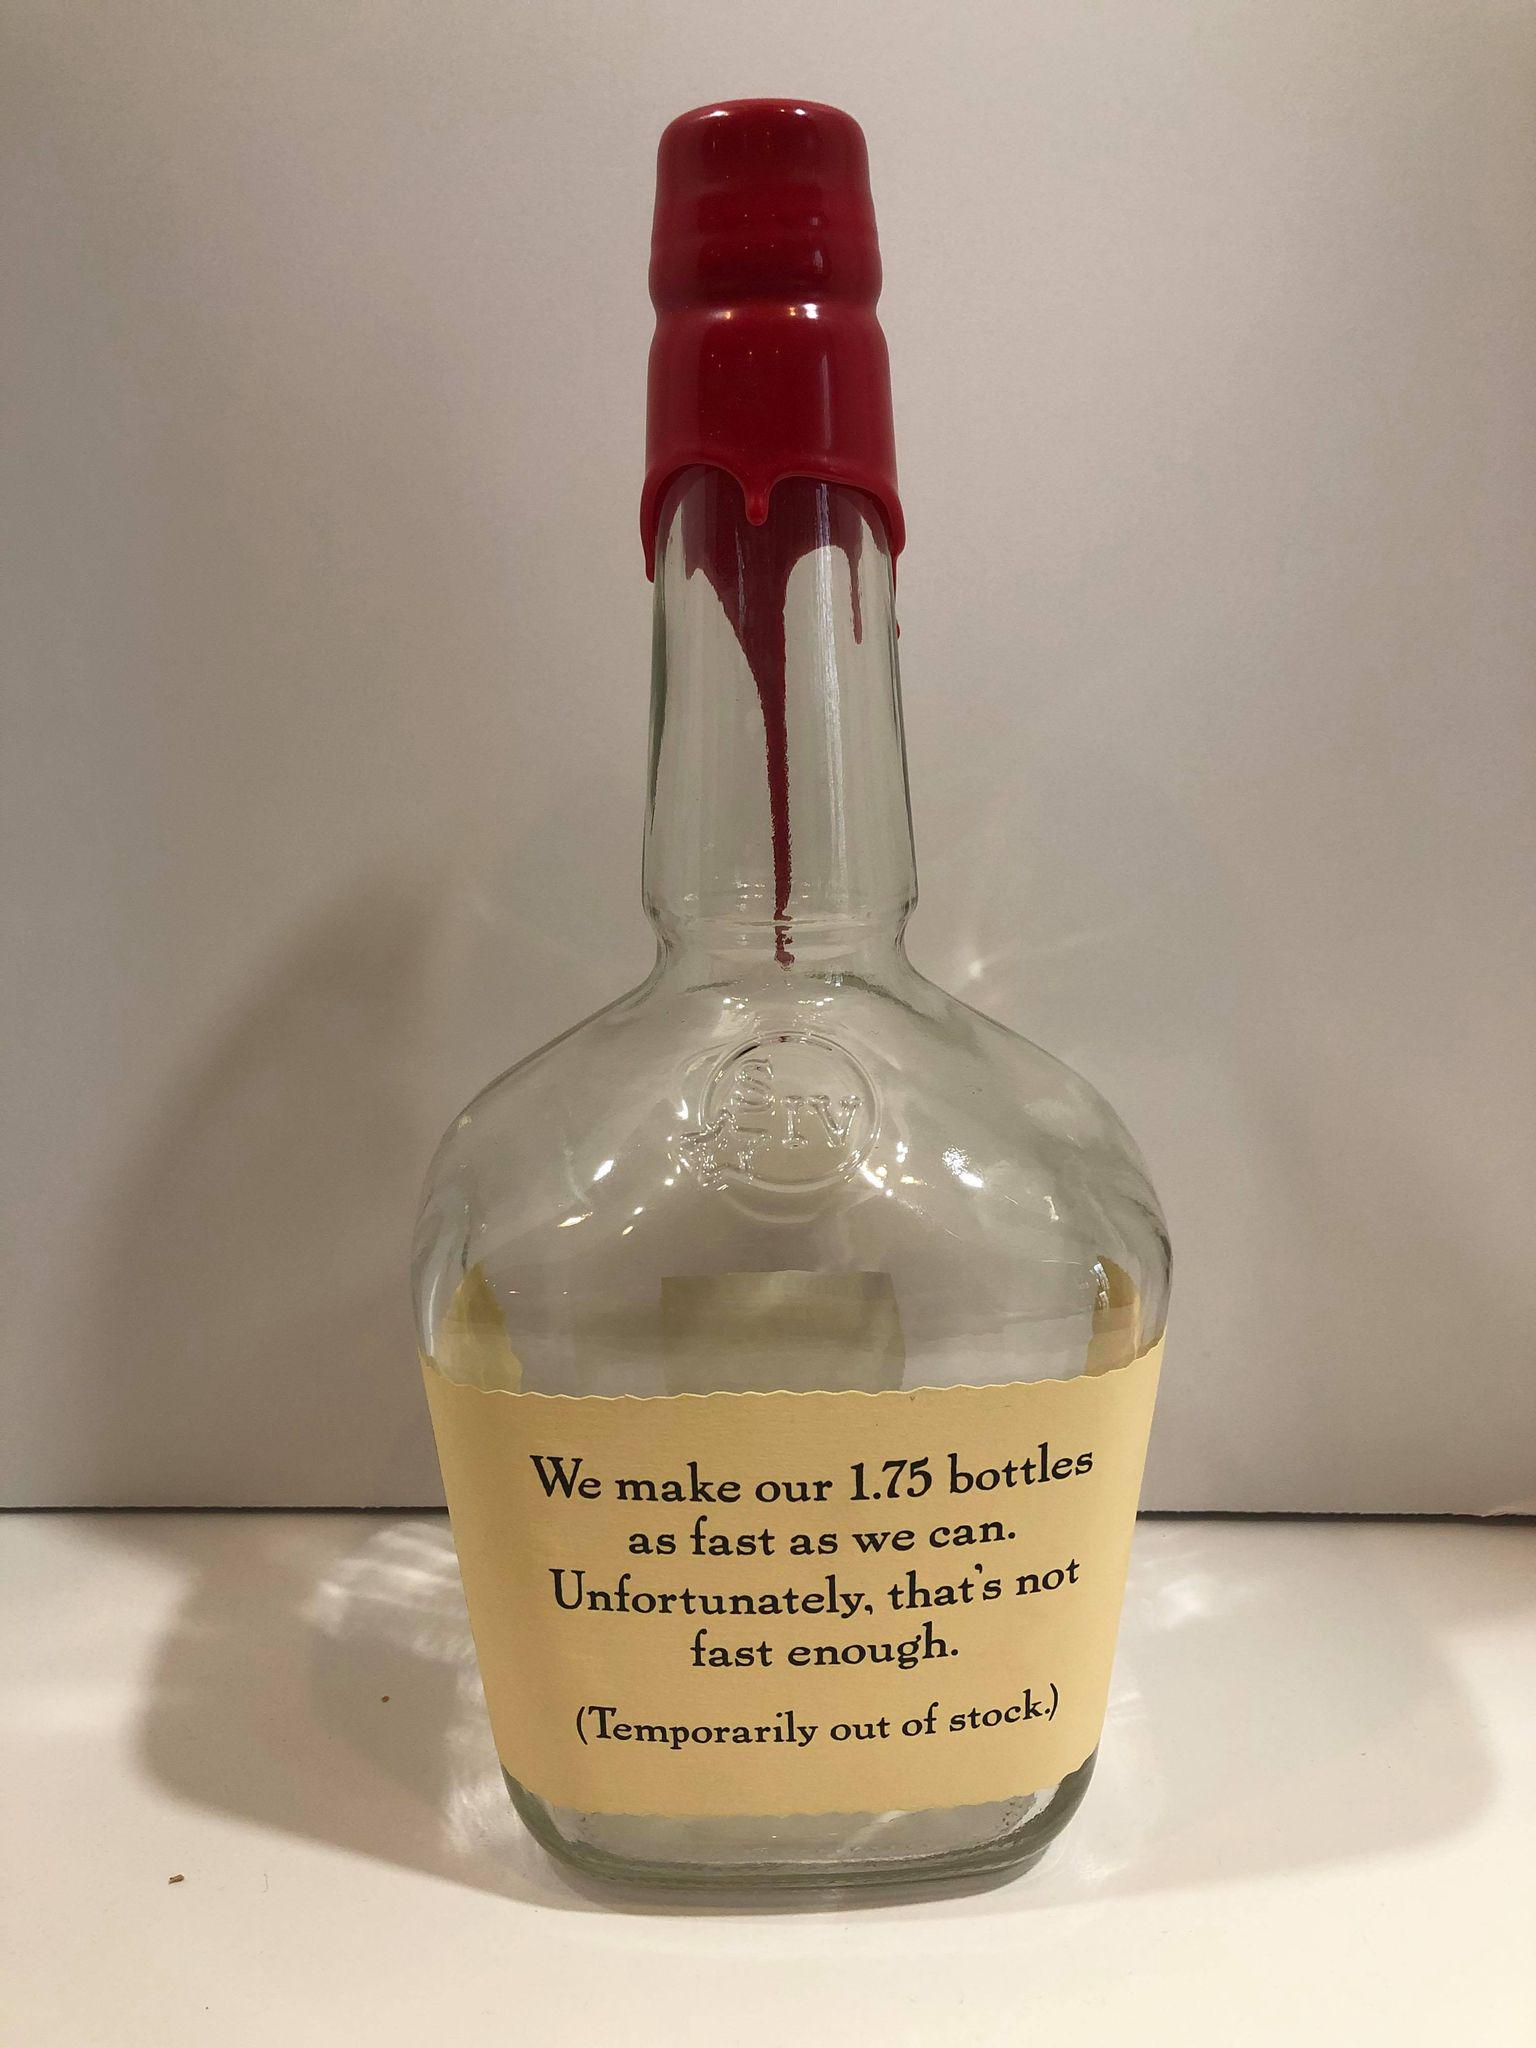 S IV
We make our 1.75 bottles
as fast as we can.
Unfortunately, that's not
fast enough.
(Temporarily out of stock.)